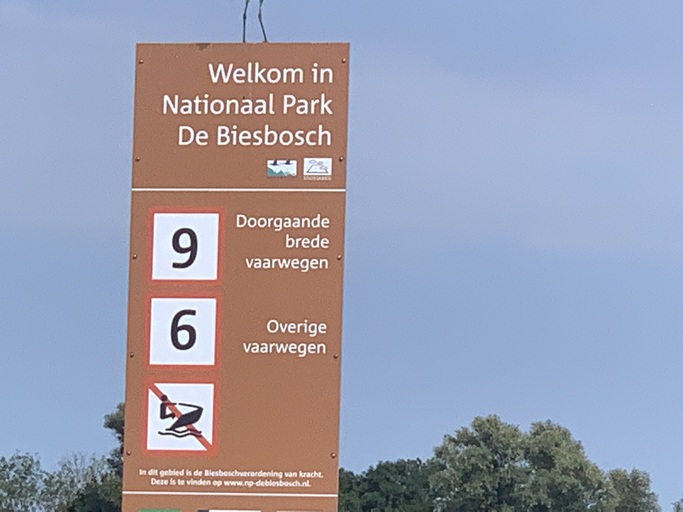 Welkom in
Nationaal Park
De Biesbosch
9
Doorgaande
brede
vaarwegen
6
Overige
vaarwegen
In dit gebied is de Biesboschverordening van kracht.
Deze is te vinden op www.np-debiesbosch.nl.